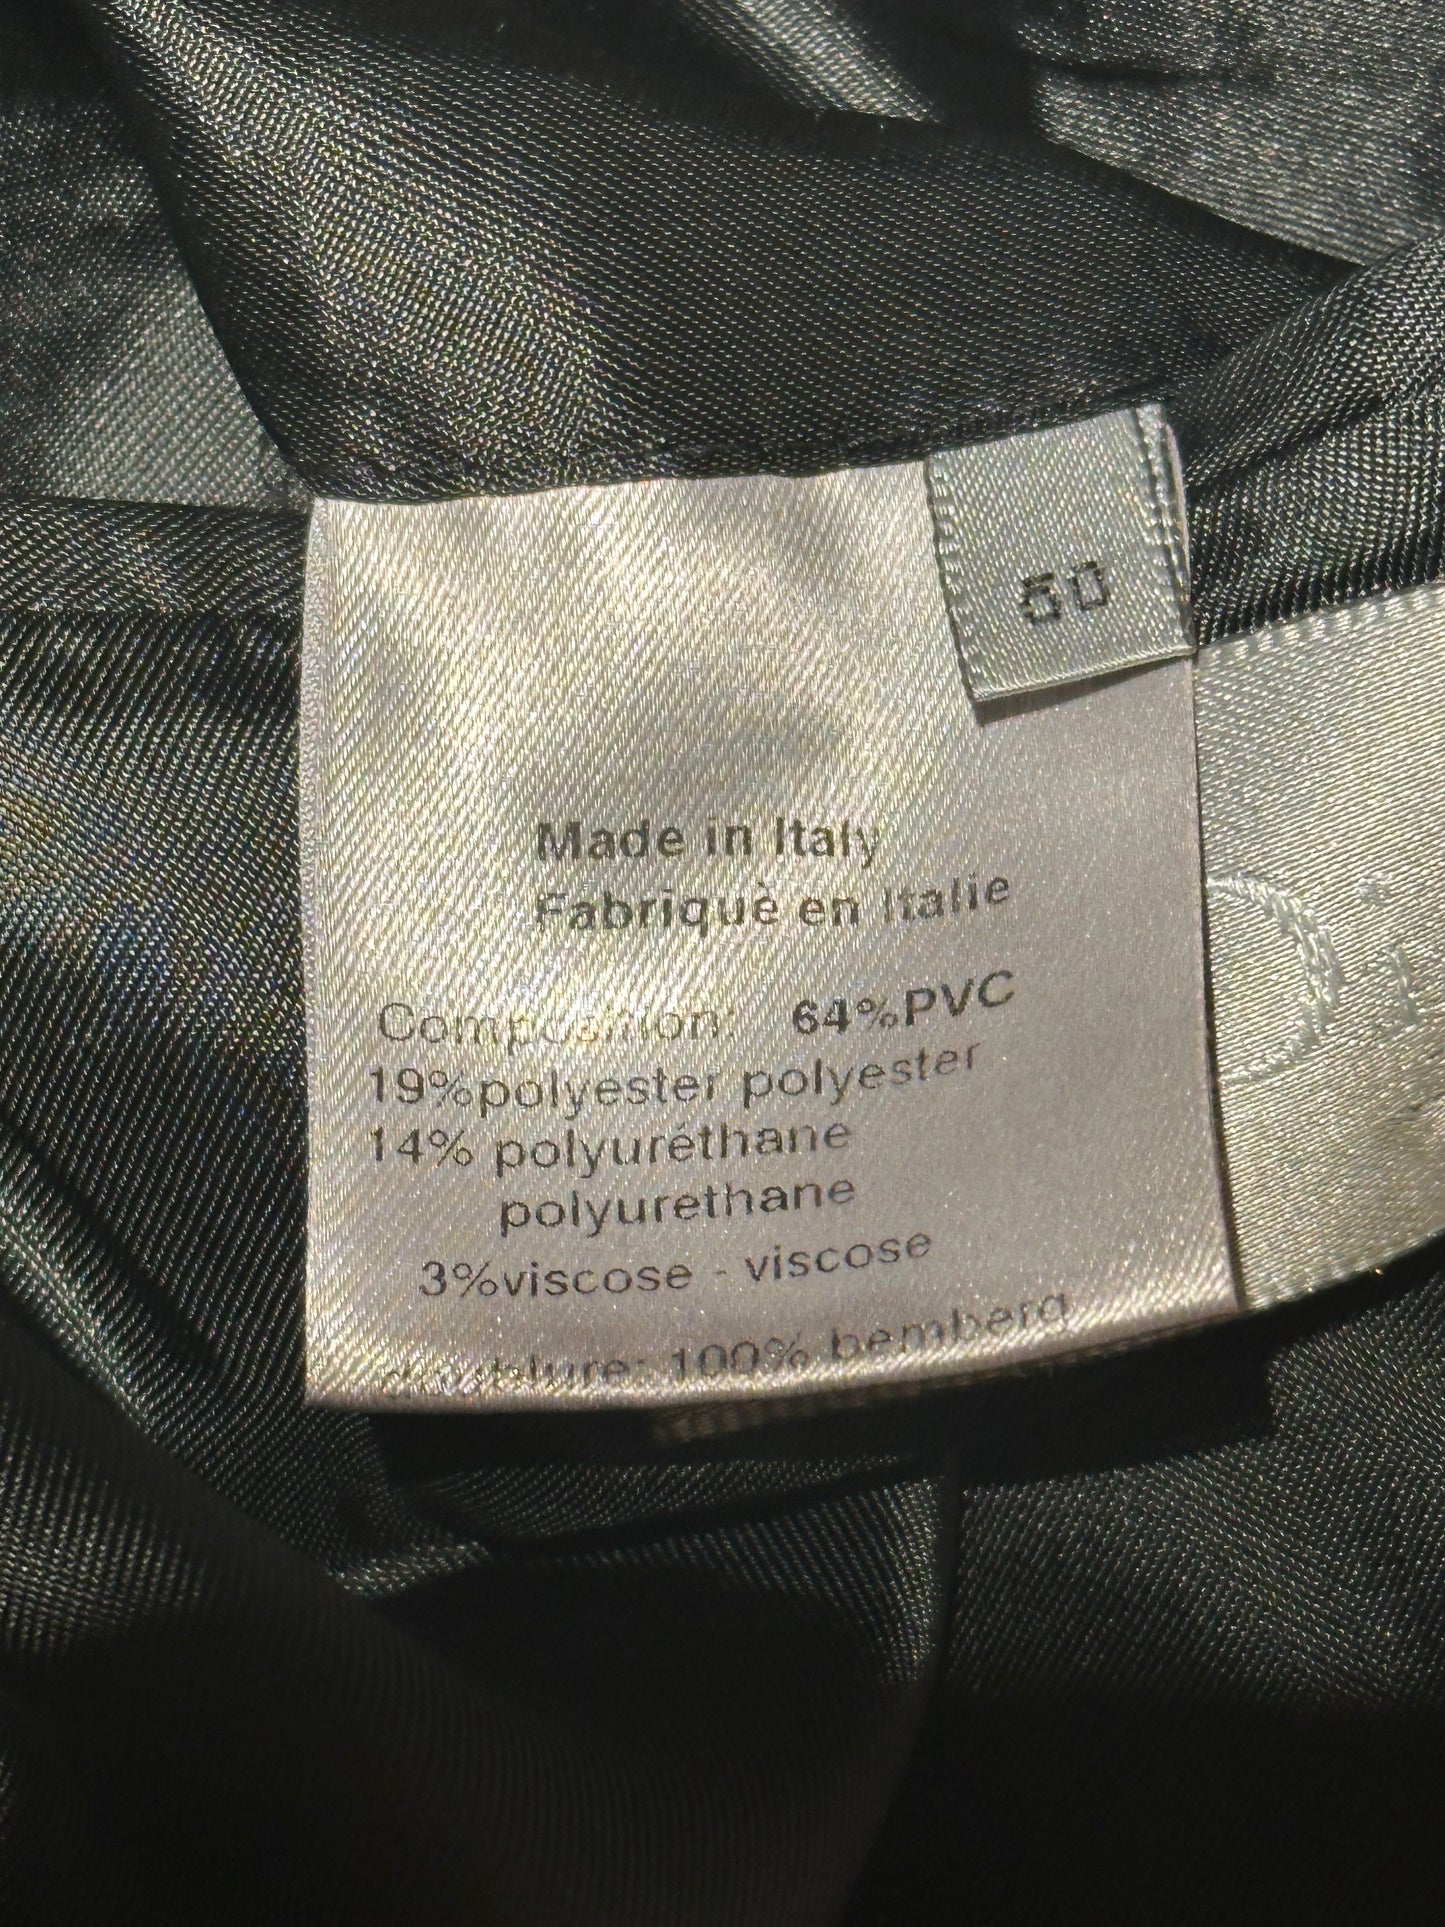 50
Made in Italy
Fabriquè en Italie
Composition: 64%PVC
19%polyester polyester
14% polyuréthane
polyurethane
3%viscose - viscose
doublure: 100% bemberg